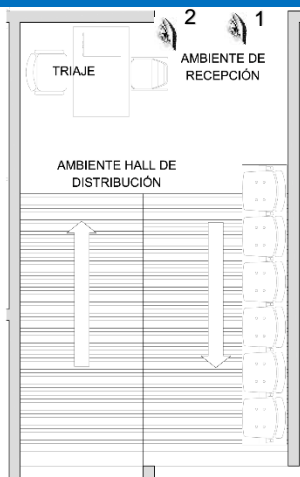 2 1
TRIAJE
AMBIENTE DE
RECEPCIÓN
AMBIENTE HALL DE
DISTRIBUCIÓN